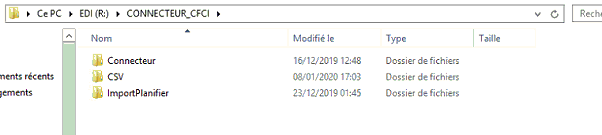 Ce PC > EDI (R:) > CONNECTEUR_CFCI Reche
Nom Modifié le Type Taille
Connecteur 16/12/2019 12:48 Dossier de fichiers
ments récents CSV 08/01/2020 17:03 Dossier de fichiers
gements ImportPlanifier 23/12/2019 01:45 Dossier de fichiers